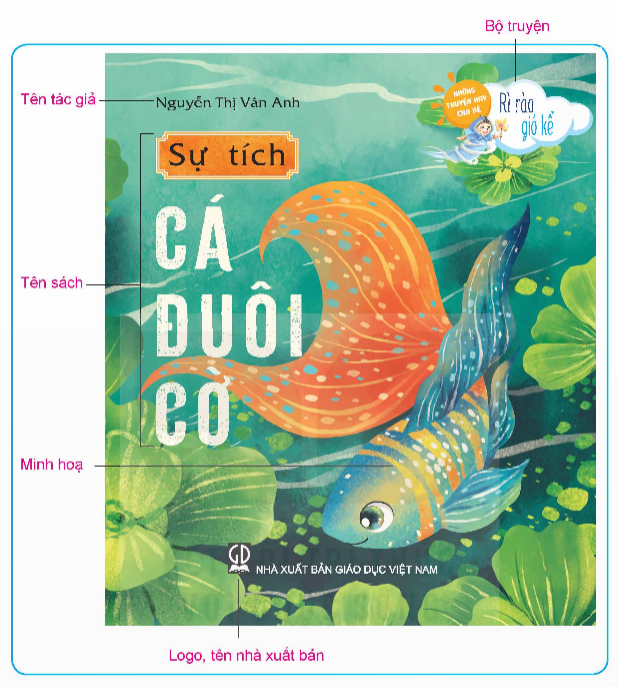 Bộ truyện
Tên tác giả
Nguyễn Thị Vân Anh
NHỮNG
TRUYỆN HAY
CHO BÉ
Rì rào
gió kể
Sự tích
Tên sách
CÁ
ĐUÔI
CỜ
Minh hoạ
GD
NHÀ XUẤT BẢN GIÁO DỤC VIỆT NAM
Logo, tên nhà xuất bản